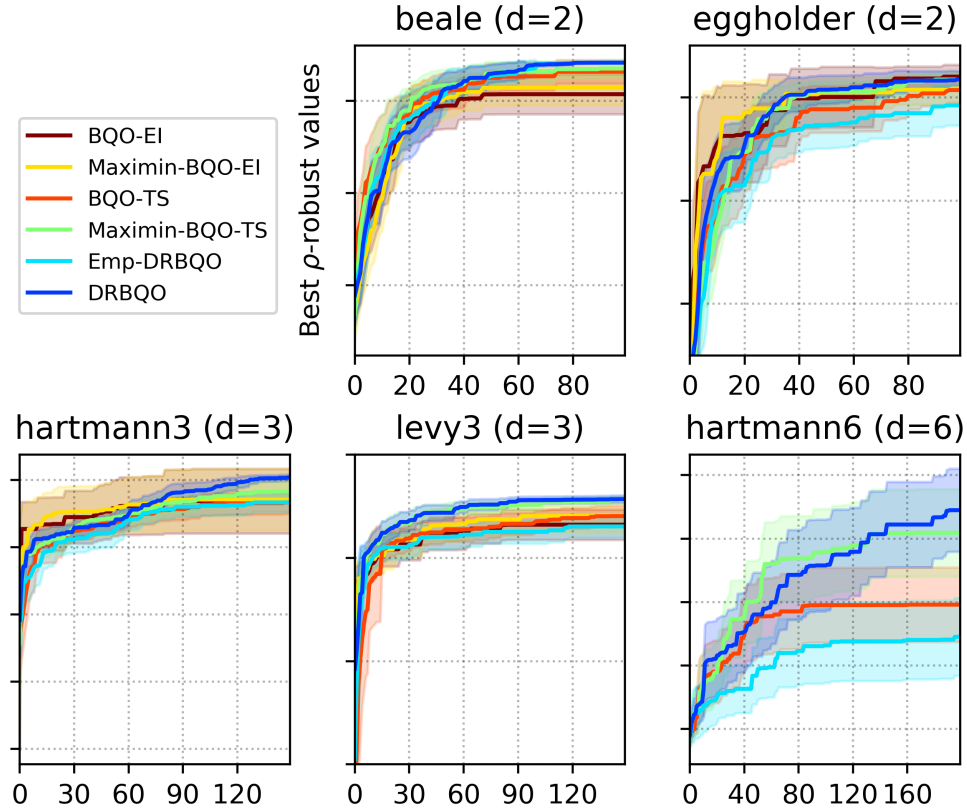 beale (d=2)
eggholder (d=2)
BQO-EI
Maximin-BQO-EI
BQO-TS
Maximin-BQO-TS
Emp-DRBQO
DRBQO
Best ρ-robust values
0 20 40 60 80
0 20 40 60 80
hartmann3 (d=3)
levy3 (d=3)
hartmann6 (d=6)
0 30 60 90 120
0 30 60 90 120
0 40 80 120 160